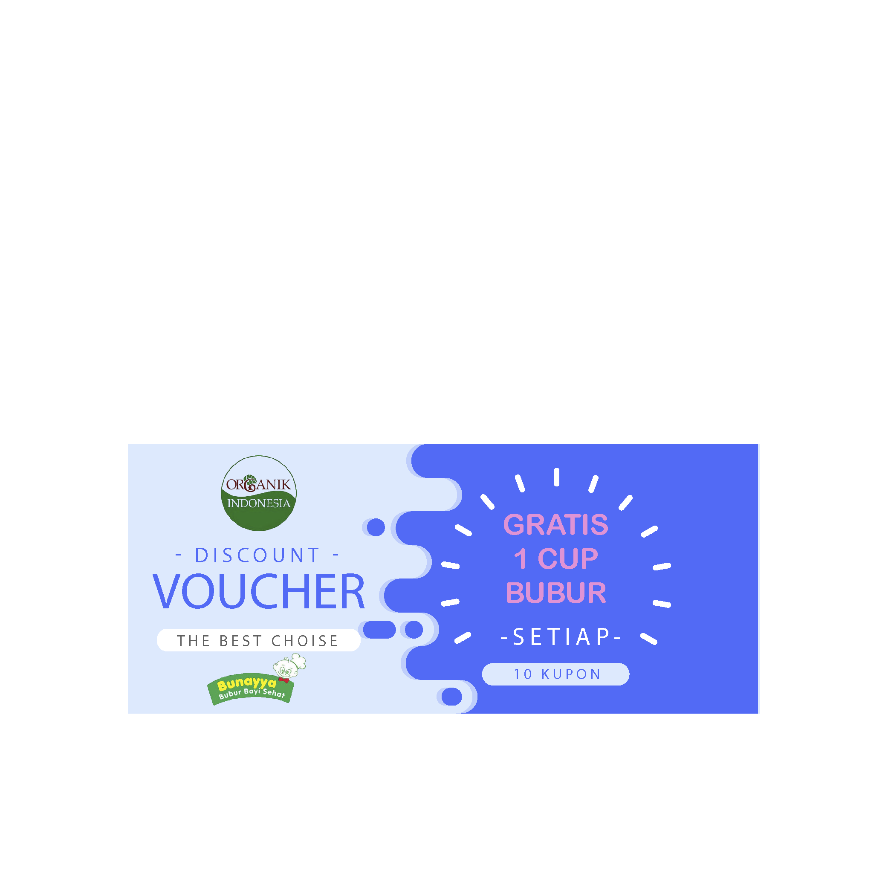 ORGANIK
INDONESIA
- DISCOUNT -
VOUCHER
THE BEST CHOISE
Bunayya
Bubur Bayi Sehat
GRATIS
1 CUP
BUBUR
-SETIAP-
10 KUPON